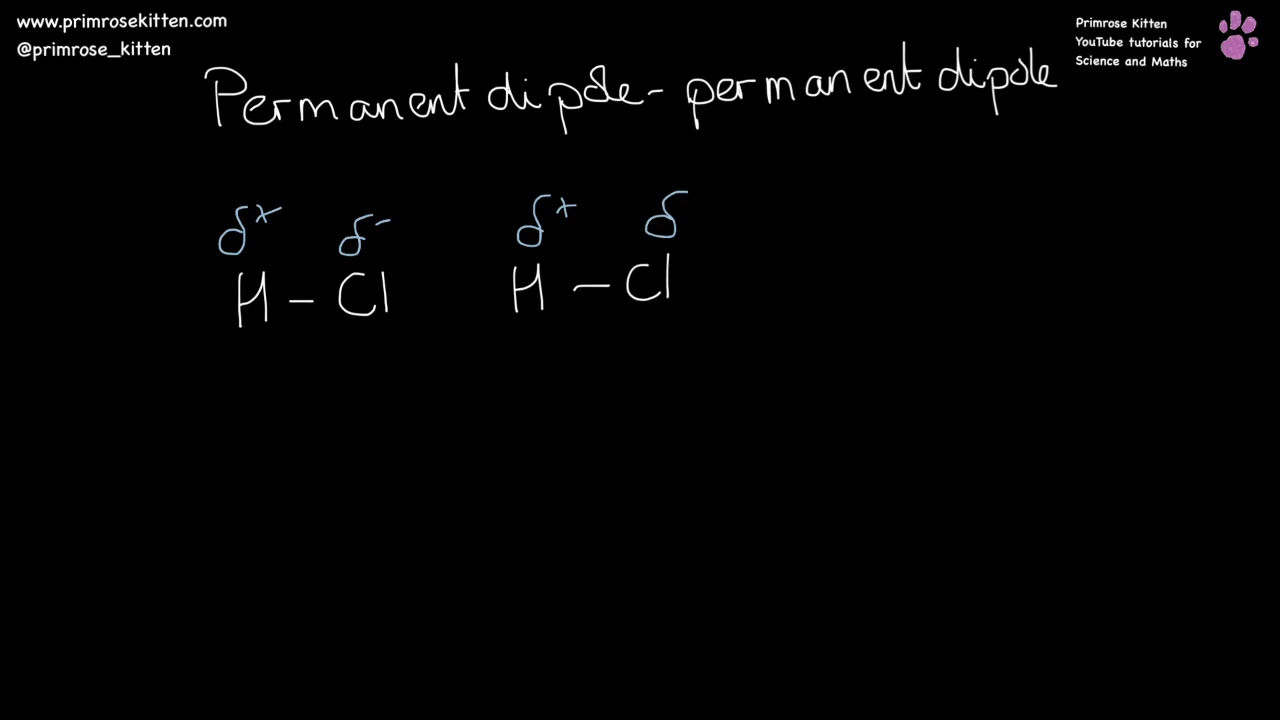 www.primrosekitten.com
@primrose_kitten
Primrose Kitten
YouTube tutorials for
Science and Maths
Permanent dipole - permanent dipole
δ+ δ- δ+ δ
H - Cl H - Cl